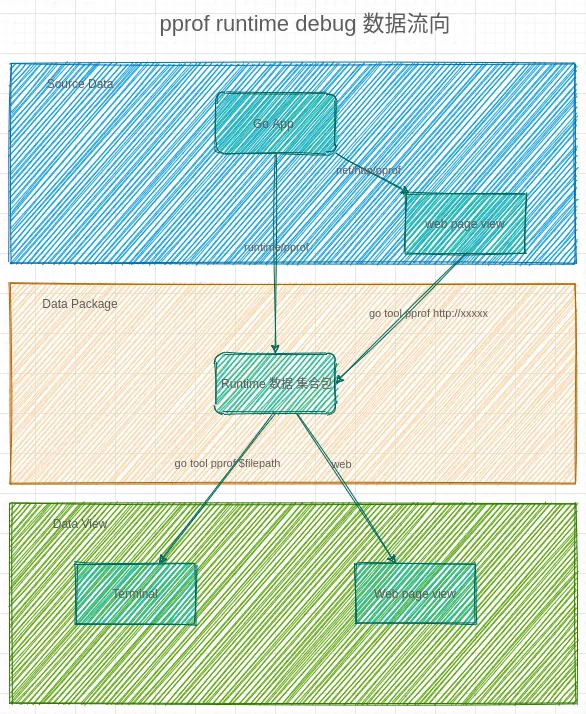 pprof runtime debug 数据流向
Source Data
Go App
net/http/pprof
web page view
runtime/pprof
Data Package
go tool pprof http://xxxxx
Runtime 数据 集合包
go tool pprof $filepath
web
Data View
Terminal
Web page view